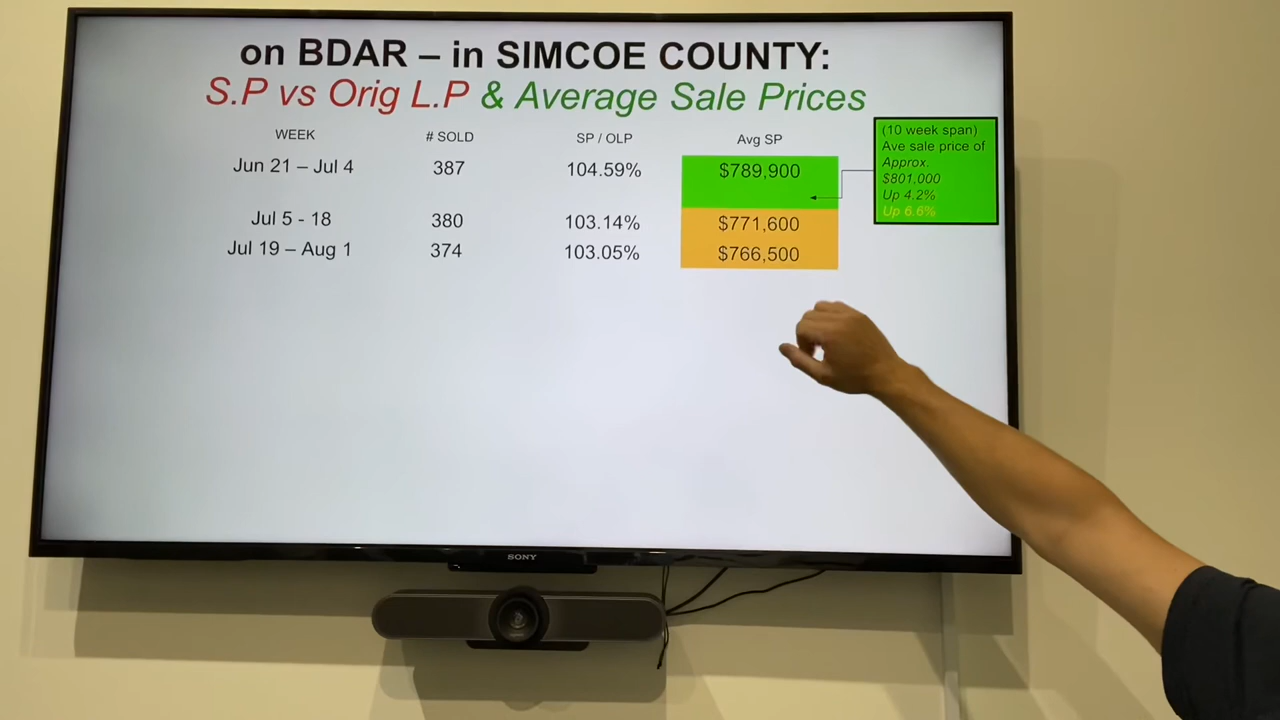 on BDAR – in SIMCOE COUNTY:
S.P vs Orig L.P & Average Sale Prices
WEEK # SOLD SP / OLP Avg SP
Jun 21 – Jul 4 387 104.59% $789,900
Jul 5 - 18 380 103.14% $771,600
Jul 19 – Aug 1 374 103.05% $766,500
(10 week span)
Ave sale price of
Approx.
$801,000
Up 4.2%
Up 6.6%
SONY